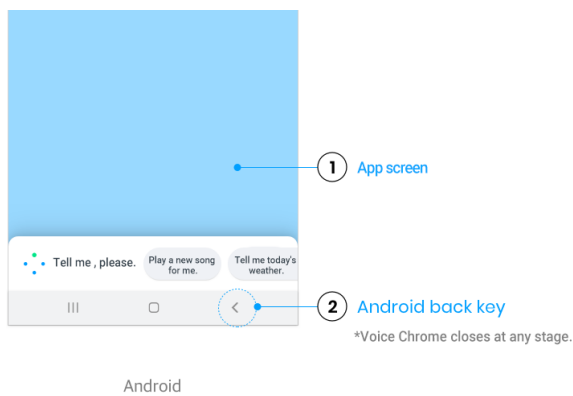 1 App screen
Tell me , please.
Play a new song
for me.
Tell me today's
weather.
2 Android back key
*Voice Chrome closes at any stage.
Android